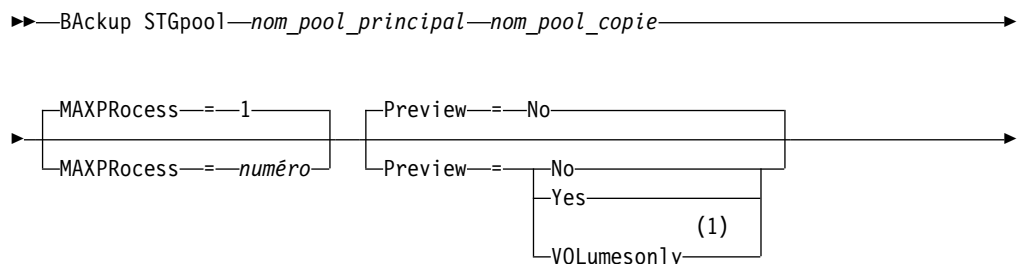 BAckup STGpool nom_pool_principal nom_pool_copie
MAXPRocess = 1 Preview = No
MAXPRocess = numéro Preview = No
Yes
(1)
VOLumesonly